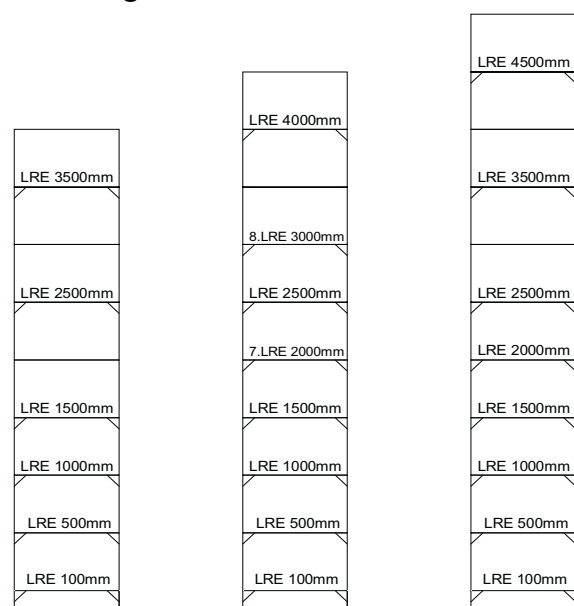 LRE 3500mm
LRE 2500mm
LRE 1500mm
LRE 1000mm
LRE 500mm
LRE 100mm
LRE 4000mm
8.LRE 3000mm
LRE 2500mm
7.LRE 2000mm
LRE 1500mm
LRE 1000mm
LRE 500mm
LRE 100mm
LRE 4500mm
LRE 3500mm
LRE 2500mm
LRE 2000mm
LRE 1500mm
LRE 1000mm
LRE 500mm
LRE 100mm